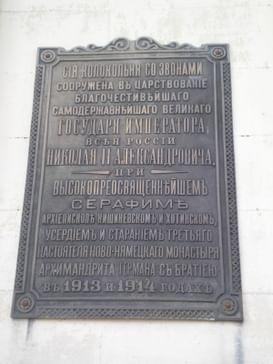 СІЯ КОЛОКОЛЬНЯ СО ЗВОНАМИ
СООРУЖЕНА ВЪ ЦАРСТВОВАНІЕ
БЛАГОЧЕСТИВѢЙШАГО
САМОДЕРЖАВНѢЙШАГО ВЕЛИКАГО
ГОСУДАРЯ ИМПЕРАТОРА,
ВСЕЯ РОССІИ
НИКОЛАЯ II АЛЕКСАНДРОВИЧА,
ПРИ
ВЫСОКОПРЕОСВЯЩЕННѢЙШЕМЪ
СЕРАФИМѢ
АРХІЕПИСКОПѢ КИШИНЕВСКОМЪ И ХОТИНСКОМЪ,
УСЕРДІЕМЪ И СТАРАНІЕМЪ ТРЕТЬЯГО
НАСТОЯТЕЛЯ НОВО-НЯМЕЦКАГО МОНАСТЫРЯ
АРХИМАНДРИТА ГЕРМАНА СЪ БРАТІЕЮ
ВЪ 1913 И 1914 ГОДАХЪ